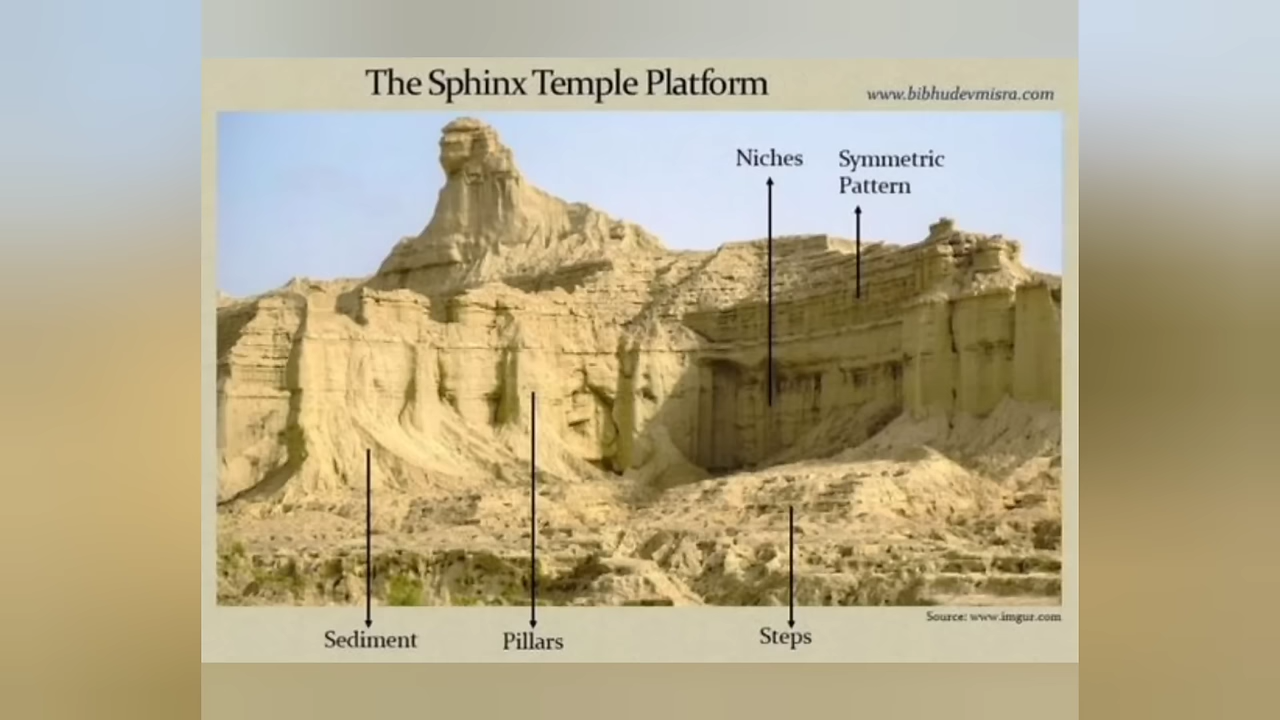 The Sphinx Temple Platform
www.bibhudevmisra.com
Niches
Symmetric
Pattern
Source: www.imgur.com
Sediment
Pillars
Steps